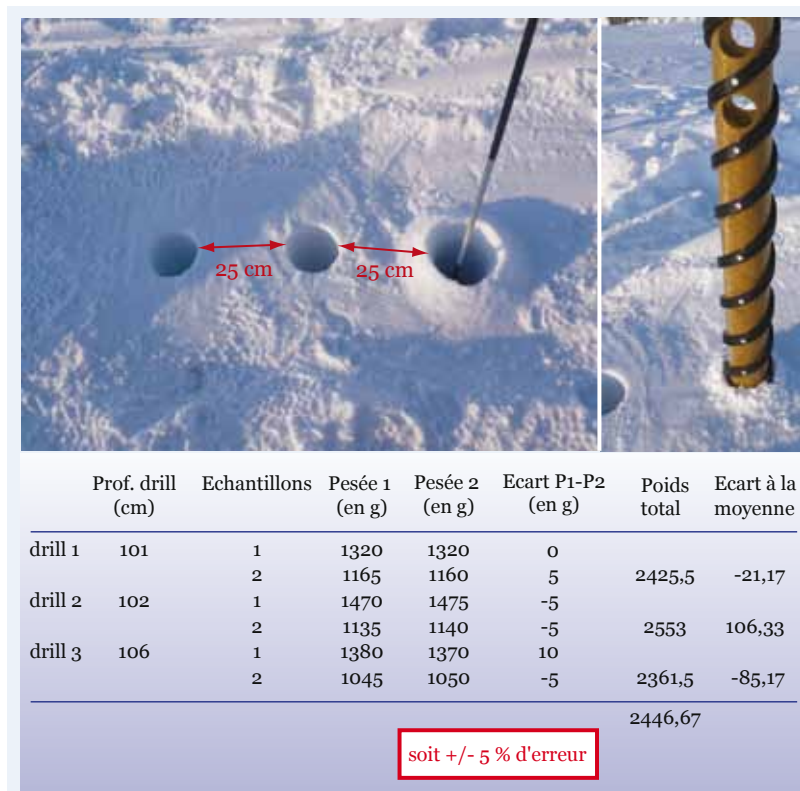 25 cm
25 cm
Prof. drill Echantillons Pesée 1 Pesée 2 Ecart P1-P2 Poids Ecart à la
(cm) (en g) (en g) (en g) total moyenne
drill 1 101 1 1320 1320 0
2 1165 1160 5 2425,5 -21,17
drill 2 102 1 1470 1475 -5
2 1135 1140 -5 2553 106,33
drill 3 106 1 1380 1370 10
2 1045 1050 -5 2361,5 -85,17
2446,67
soit +/- 5 % d'erreur